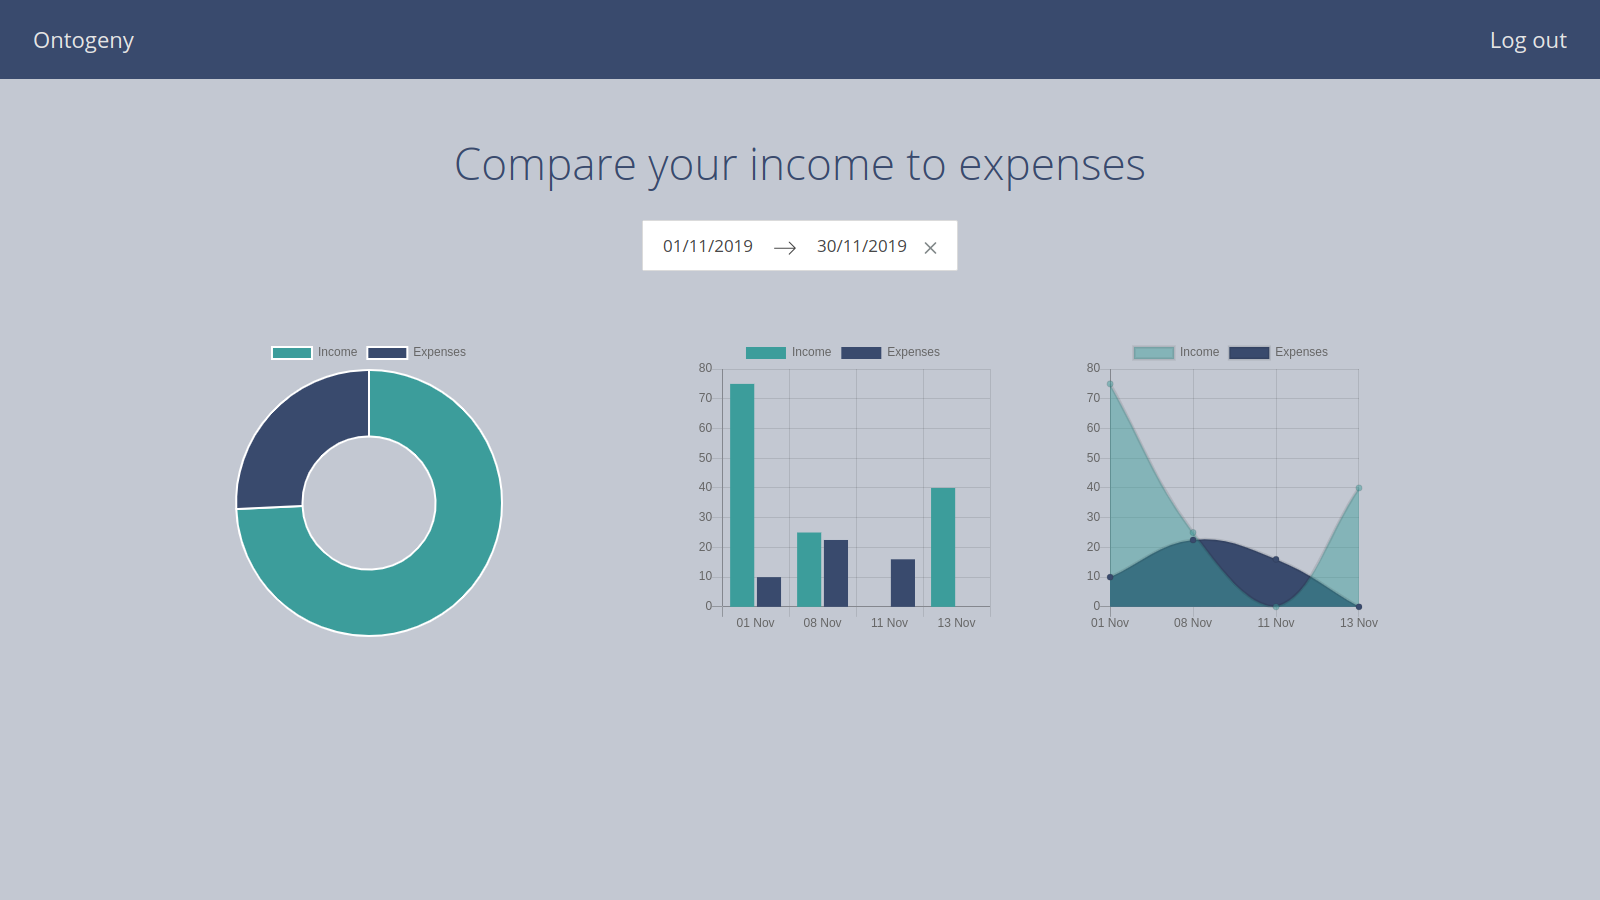 Ontogeny
Log out
Compare your income to expenses
01/11/2019 → 30/11/2019 ×
Income Expenses
Income Expenses
80
70
60
50
40
30
20
10
0
01 Nov 08 Nov 11 Nov 13 Nov
Income Expenses
80
70
60
50
40
30
20
10
0
01 Nov 08 Nov 11 Nov 13 Nov